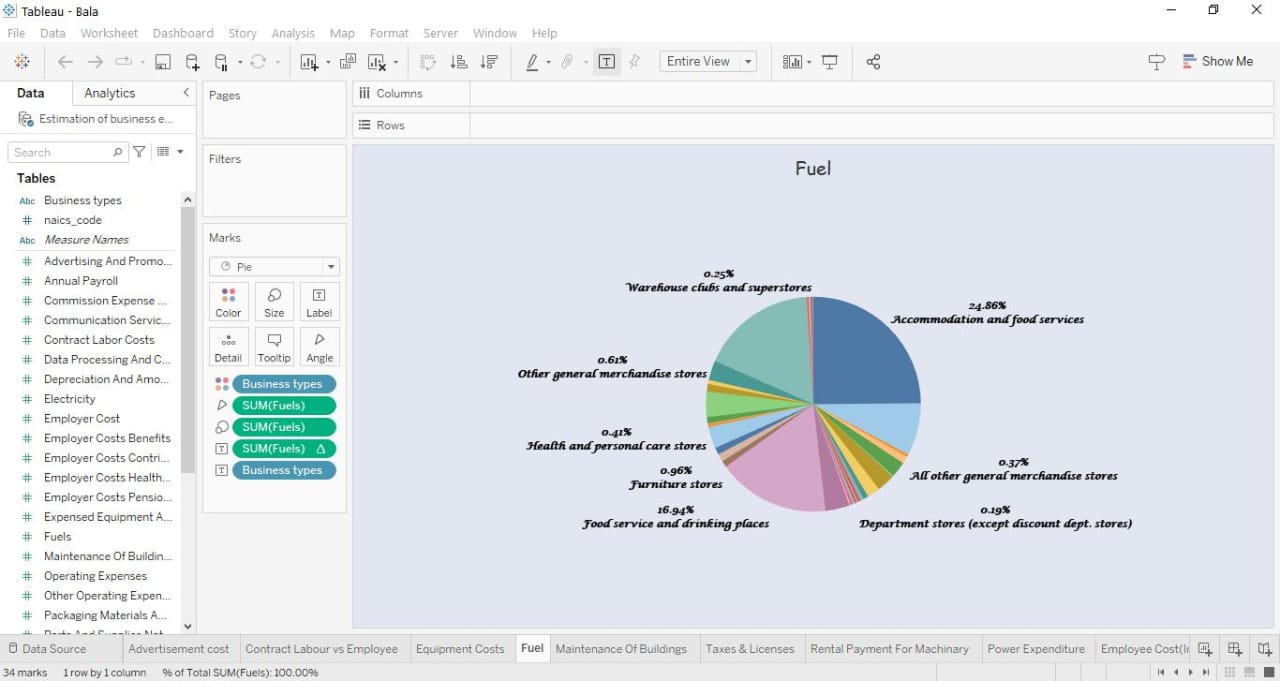 Tableau - Bala
File Data Worksheet Dashboard Story Analysis Map Format Server Window Help
Entire View
Show Me
Data Analytics
Estimation of business e...
Search
Tables
Abc Business types
# naics_code
Abc Measure Names
# Advertising And Promo...
# Annual Payroll
# Commission Expense ...
# Communication Servic...
# Contract Labor Costs
# Data Processing And C...
# Depreciation And Amo...
# Electricity
# Employer Cost
# Employer Costs Benefits
# Employer Costs Contri...
# Employer Costs Health...
# Employer Costs Pensio...
# Expensed Equipment A...
# Fuels
# Maintenance Of Buildin...
# Operating Expenses
# Other Operating Expen...
# Packaging Materials A...
Pages
Filters
Marks
Pie
Color Size Label
Detail Tooltip Angle
Business types
SUM(Fuels)
SUM(Fuels)
SUM(Fuels) Δ
Business types
Columns
Rows
Fuel
0.25%
Warehouse clubs and superstores
24.86%
Accommodation and food services
0.61%
Other general merchandise stores
0.41%
Health and personal care stores
0.37%
All other general merchandise stores
0.96%
Furniture stores
16.94%
Food service and drinking places
0.19%
Department stores (except discount dept. stores)
Data Source Advertisement cost Contract Labour vs Employee Equipment Costs Fuel Maintenance Of Buildings Taxes & Licenses Rental Payment For Machinary Power Expenditure Employee Cost(Ir
34 marks 1 row by 1 column % of Total SUM(Fuels): 100.00%